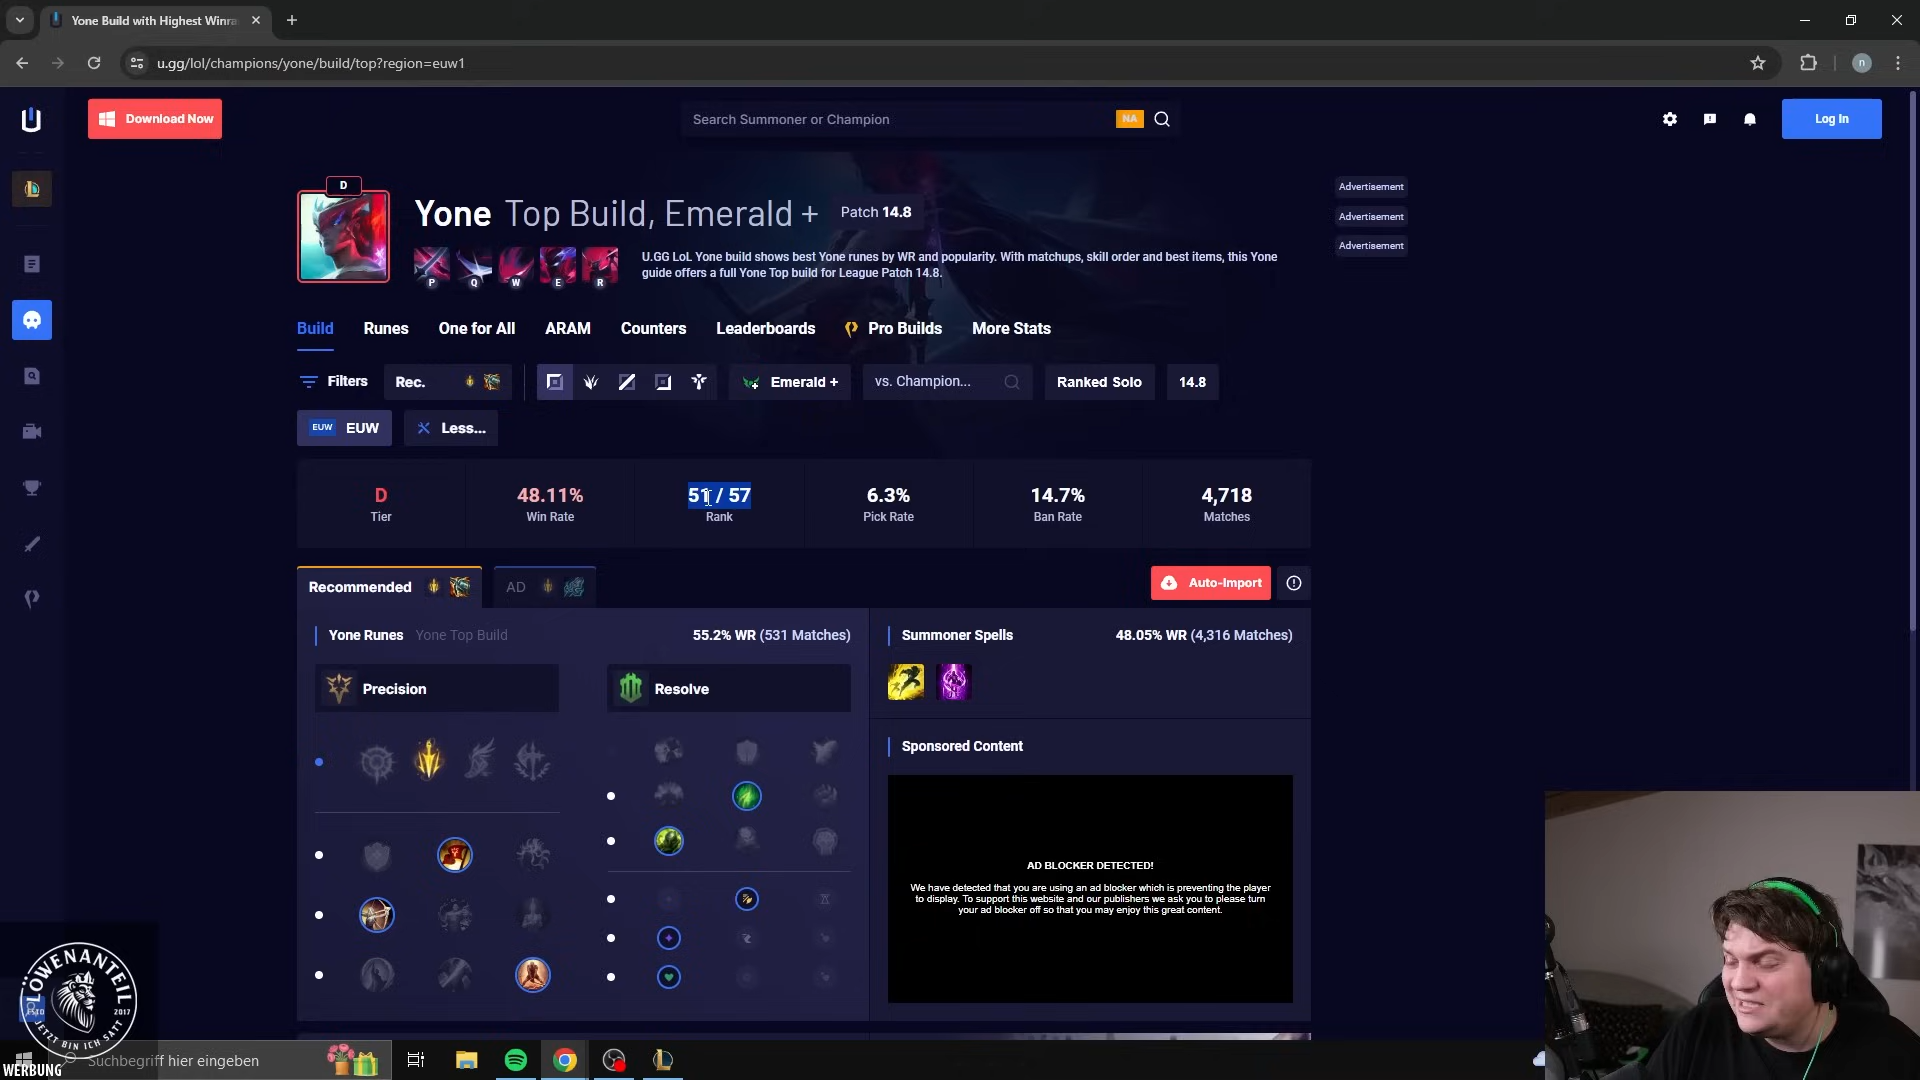 Yone Build with Highest Winra
u.gg/lol/champions/yone/build/top?region=euw1
n
Download Now
Search Summoner or Champion
NA
Log In
D
Yone Top Build, Emerald + Patch 14.8
P Q W E R
U.GG LoL Yone build shows best Yone runes by WR and popularity. With matchups, skill order and best items, this Yone
guide offers a full Yone Top build for League Patch 14.8.
Advertisement
Advertisement
Advertisement
Build Runes One for All ARAM Counters Leaderboards Pro Builds More Stats
Filters Rec. Emerald + vs. Champion... Ranked Solo 14.8
EUW EUW Less...
D 48.11% 51 / 57 6.3% 14.7% 4,718
Tier Win Rate Rank Pick Rate Ban Rate Matches
Recommended AD Auto-Import
Yone Runes Yone Top Build 55.2% WR (531 Matches)
Summoner Spells 48.05% WR (4,316 Matches)
Precision Resolve
Sponsored Content
AD BLOCKER DETECTED!
We have detected that you are using an ad blocker which is preventing the player
to display. To support this website and our publishers we ask you to please turn
your ad blocker off so that you may enjoy this great content.
LÖWENANTEIL
2017
JETZT BIN ICH SATT
WERBUNG
Suchbegriff hier eingeben